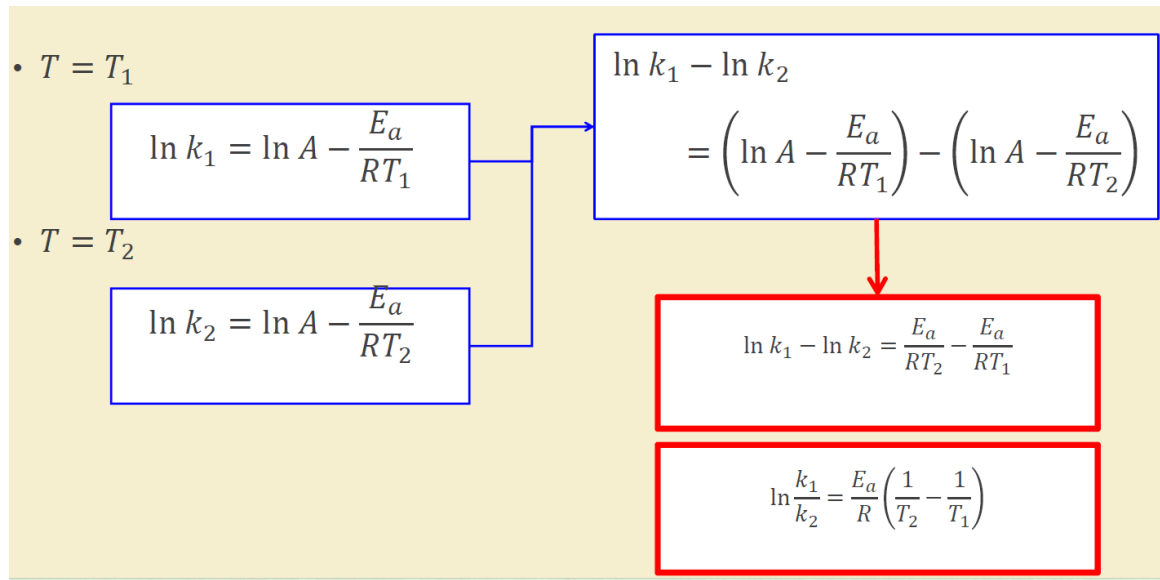 • T = T₁
ln k₁ = ln A − Eₐ/RT₁
• T = T₂
ln k₂ = ln A − Eₐ/RT₂
ln k₁ − ln k₂
= (ln A − Eₐ/RT₁) − (ln A − Eₐ/RT₂)
ln k₁ − ln k₂ = Eₐ/RT₂ − Eₐ/RT₁
ln k₁/k₂ = Eₐ/R (1/T₂ − 1/T₁)